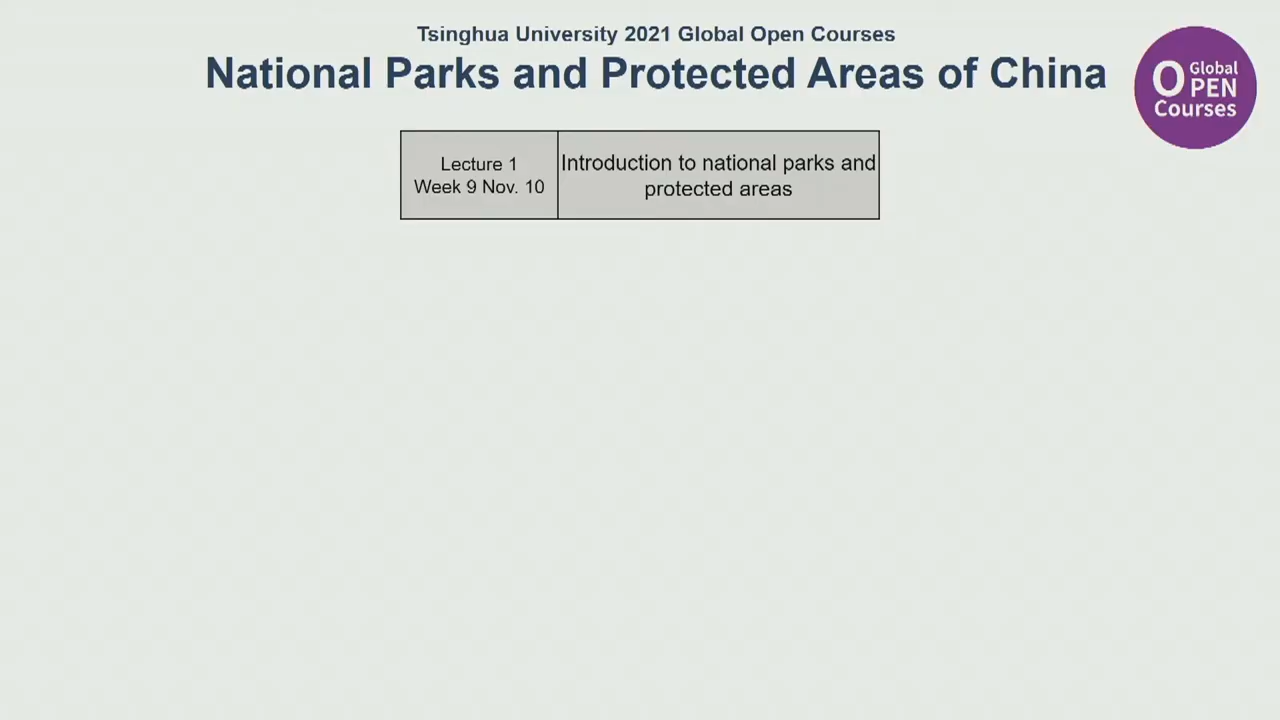 Tsinghua University 2021 Global Open Courses
National Parks and Protected Areas of China
Global
OPEN
Courses
Lecture 1
Week 9 Nov. 10
Introduction to national parks and
protected areas